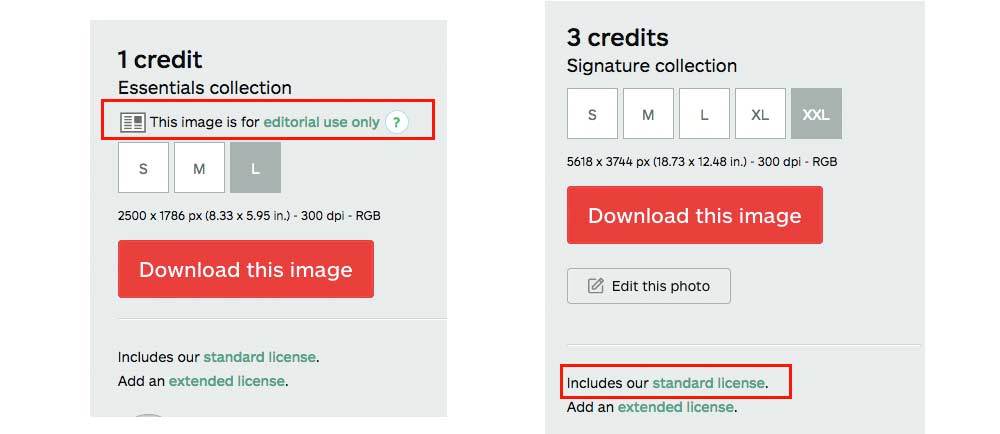 1 credit
Essentials collection
This image is for editorial use only ?
S M L
2500 x 1786 px (8.33 x 5.95 in.) - 300 dpi - RGB
Download this image
Includes our standard license.
Add an extended license.
3 credits
Signature collection
S M L XL XXL
5618 x 3744 px (18.73 x 12.48 in.) - 300 dpi - RGB
Download this image
Edit this photo
Includes our standard license.
Add an extended license.